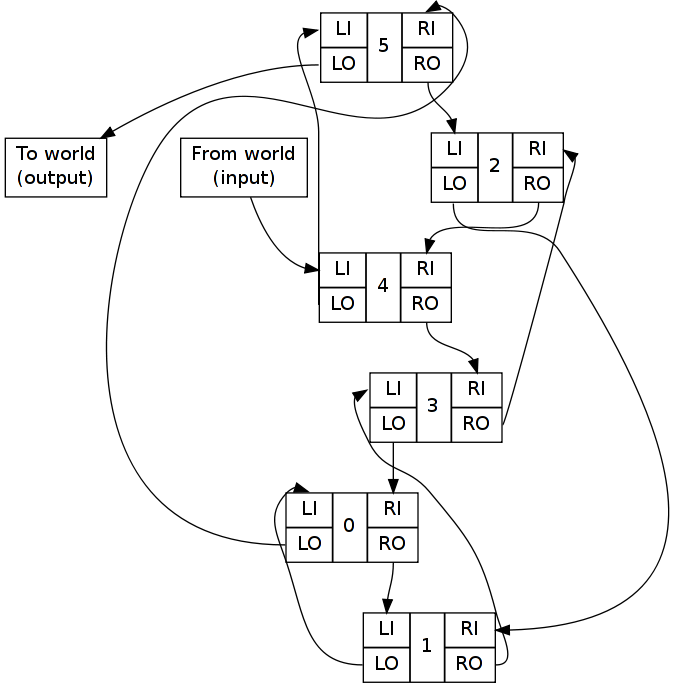 LI RI
5
LO RO
To world
(output)
From world
(input)
LI RI
2
LO RO
LI RI
4
LO RO
LI RI
3
LO RO
LI RI
0
LO RO
LI RI
1
LO RO